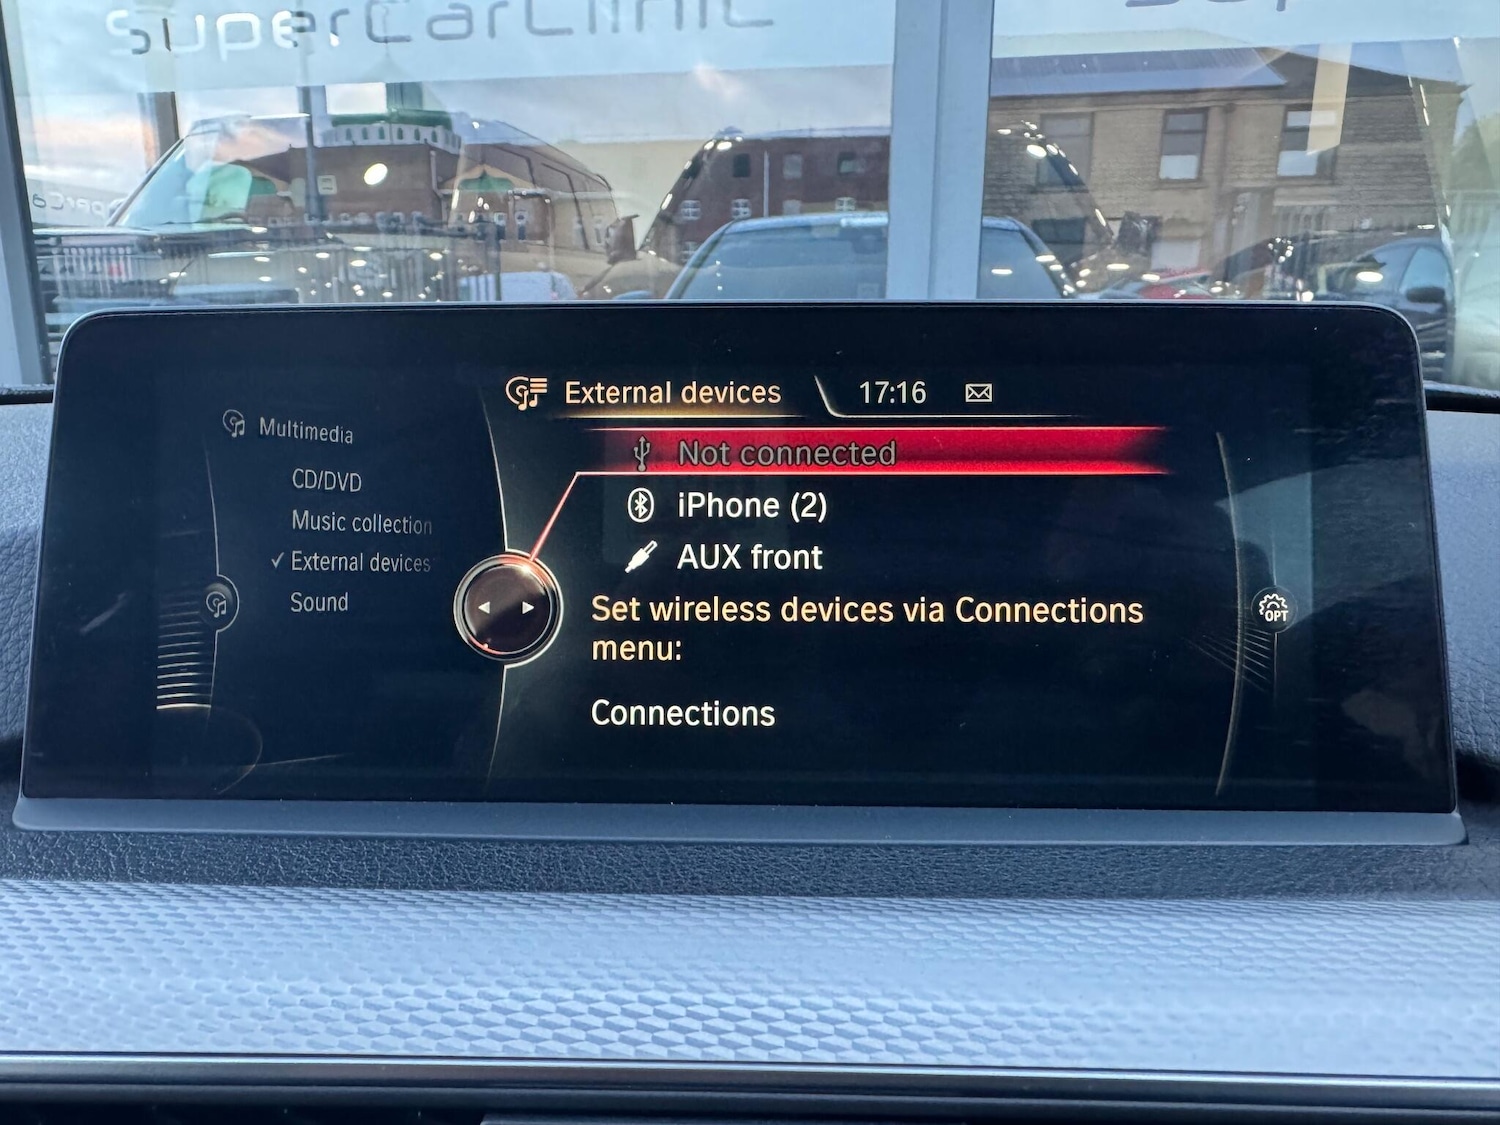 superCarClinic
External devices
17:16
Multimedia
CD/DVD
Music collection
✓ External devices
Sound
Not connected
iPhone (2)
AUX front
Set wireless devices via Connections
menu:
Connections
OPT